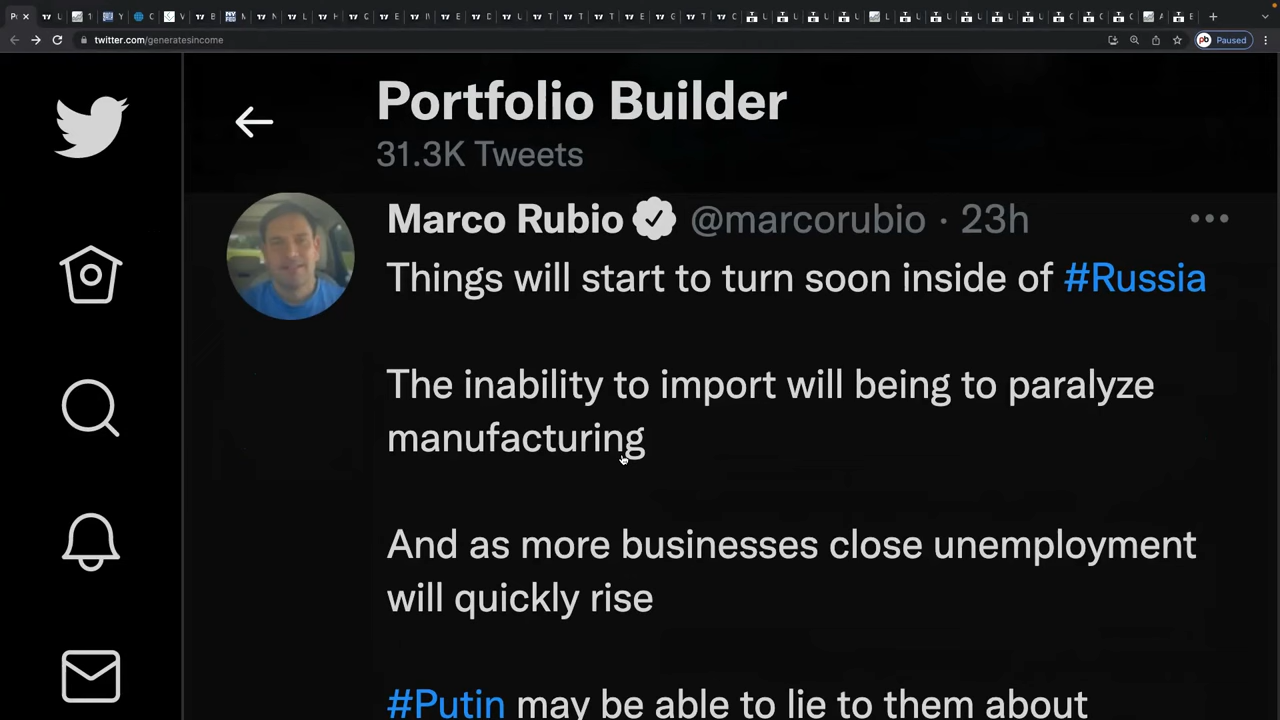 twitter.com/generatesincome
Paused
Portfolio Builder
31.3K Tweets
Marco Rubio @marcorubio · 23h
Things will start to turn soon inside of #Russia
The inability to import will being to paralyze
manufacturing
And as more businesses close unemployment
will quickly rise
#Putin may be able to lie to them about